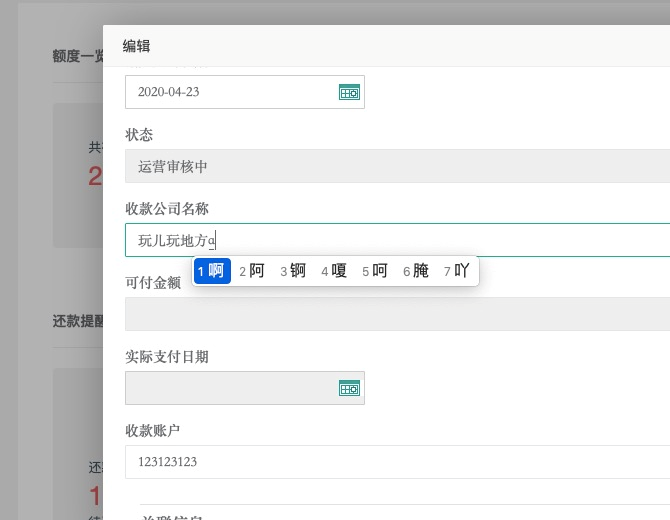 编辑
额度一览
2020-04-23
状态
共
运营审核中
2
收款公司名称
玩儿玩地方a
1 啊 2 阿 3 锕 4 嗄 5 呵 6 腌 7 吖
可付金额
还款提醒
实际支付日期
收款账户
还
123123123
1